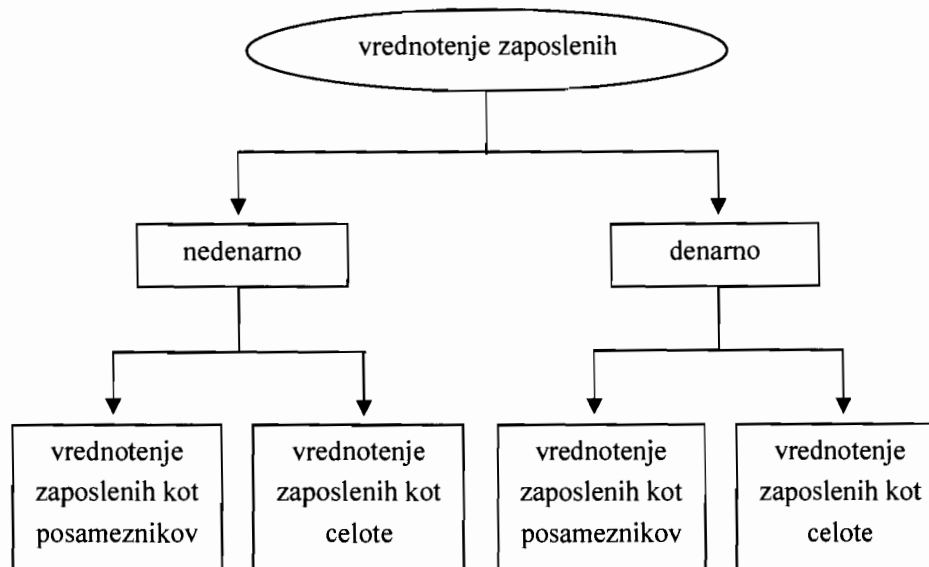 vrednotenje zaposlenih
nedenarno
denarno
vrednotenje
zaposlenih kot
posameznikov
vrednotenje
zaposlenih kot
celote
vrednotenje
zaposlenih kot
posameznikov
vrednotenje
zaposlenih kot
celote